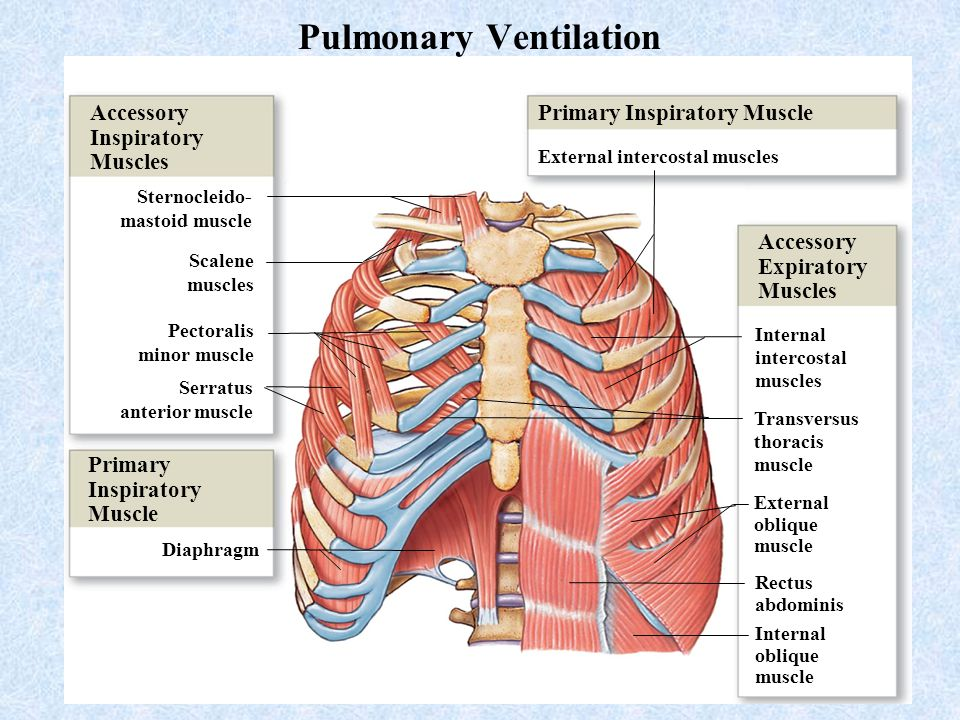 Pulmonary Ventilation
Accessory
Inspiratory
Muscles
Sternocleido-
mastoid muscle
Scalene
muscles
Pectoralis
minor muscle
Serratus
anterior muscle
Primary
Inspiratory
Muscle
Diaphragm
Primary Inspiratory Muscle
External intercostal muscles
Accessory
Expiratory
Muscles
Internal
intercostal
muscles
Transversus
thoracis
muscle
External
oblique
muscle
Rectus
abdominis
Internal
oblique
muscle